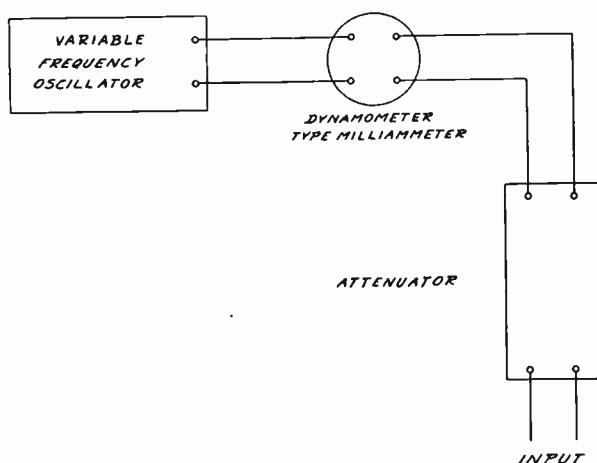 VARIABLE
FREQUENCY
OSCILLATOR
DYNAMOMETER
TYPE MILLIAMMETER
ATTENUATOR
INPUT